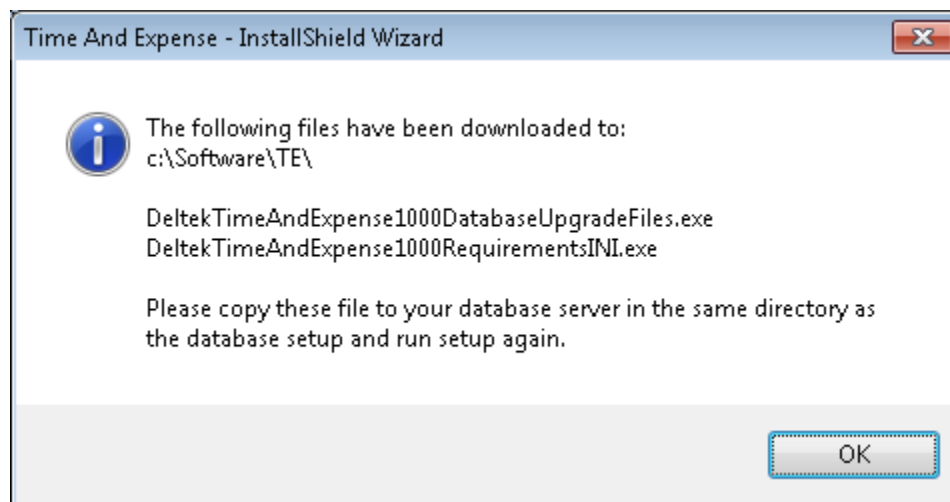 Time And Expense - InstallShield Wizard
The following files have been downloaded to:
c:\Software\TE\
DeltekTimeAndExpense1000DatabaseUpgradeFiles.exe
DeltekTimeAndExpense1000RequirementsINI.exe
Please copy these file to your database server in the same directory as
the database setup and run setup again.
OK